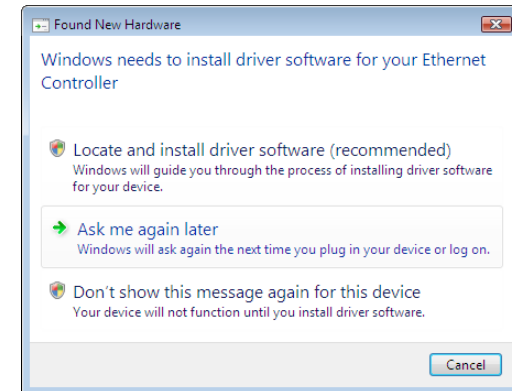 Found New Hardware
Windows needs to install driver software for your Ethernet
Controller
Locate and install driver software (recommended)
Windows will guide you through the process of installing driver software
for your device.
Ask me again later
Windows will ask again the next time you plug in your device or log on.
Don't show this message again for this device
Your device will not function until you install driver software.
Cancel